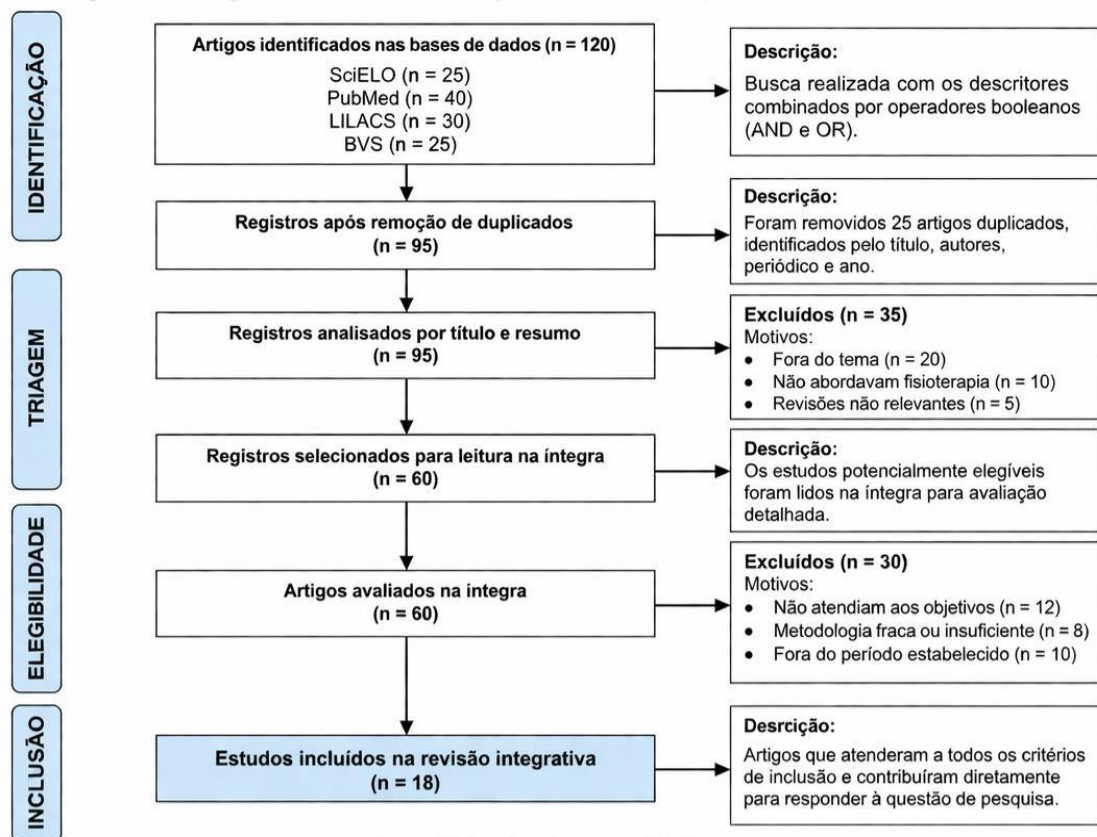 IDENTIFICAÇÃO
Artigos identificados nas bases de dados (n = 120)
SciELO (n = 25)
PubMed (n = 40)
LILACS (n = 30)
BVS (n = 25)
Descrição:
Busca realizada com os descritores
combinados por operadores booleanos
(AND e OR).
Registros após remoção de duplicados
(n = 95)
Descrição:
Foram removidos 25 artigos duplicados,
identificados pelo título, autores,
periódico e ano.
TRIAGEM
Registros analisados por título e resumo
(n = 95)
Excluídos (n = 35)
Motivos:
• Fora do tema (n = 20)
• Não abordavam fisioterapia (n = 10)
• Revisões não relevantes (n = 5)
Registros selecionados para leitura na íntegra
(n = 60)
Descrição:
Os estudos potencialmente elegíveis
foram lidos na íntegra para avaliação
detalhada.
ELEGIBILIDADE
Artigos avaliados na integra
(n = 60)
Excluídos (n = 30)
Motivos:
• Não atendiam aos objetivos (n = 12)
• Metodologia fraca ou insuficiente (n = 8)
• Fora do período estabelecido (n = 10)
INCLUSÃO
Estudos incluídos na revisão integrativa
(n = 18)
Desrcição:
Artigos que atenderam a todos os critérios
de inclusão e contribuíram diretamente
para responder à questão de pesquisa.